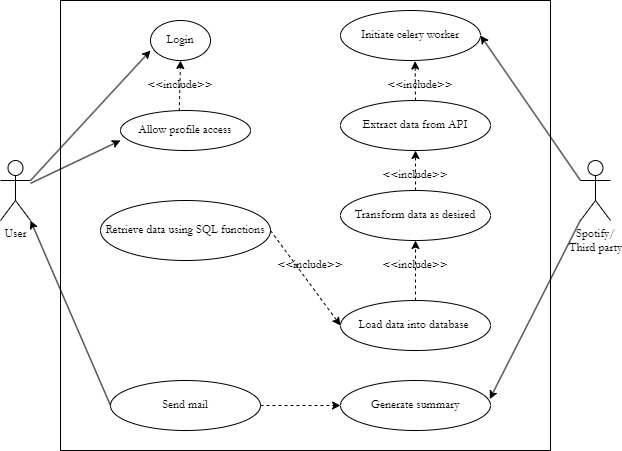 Login
Initiate celery worker
<<include>>
<<include>>
Allow profile access
Extract data from API
<<include>>
Retrieve data using SQL functions
Transform data as desired
User
Spotify/
Third party
<<include>>
<<include>>
Load data into database
Send mail
Generate summary